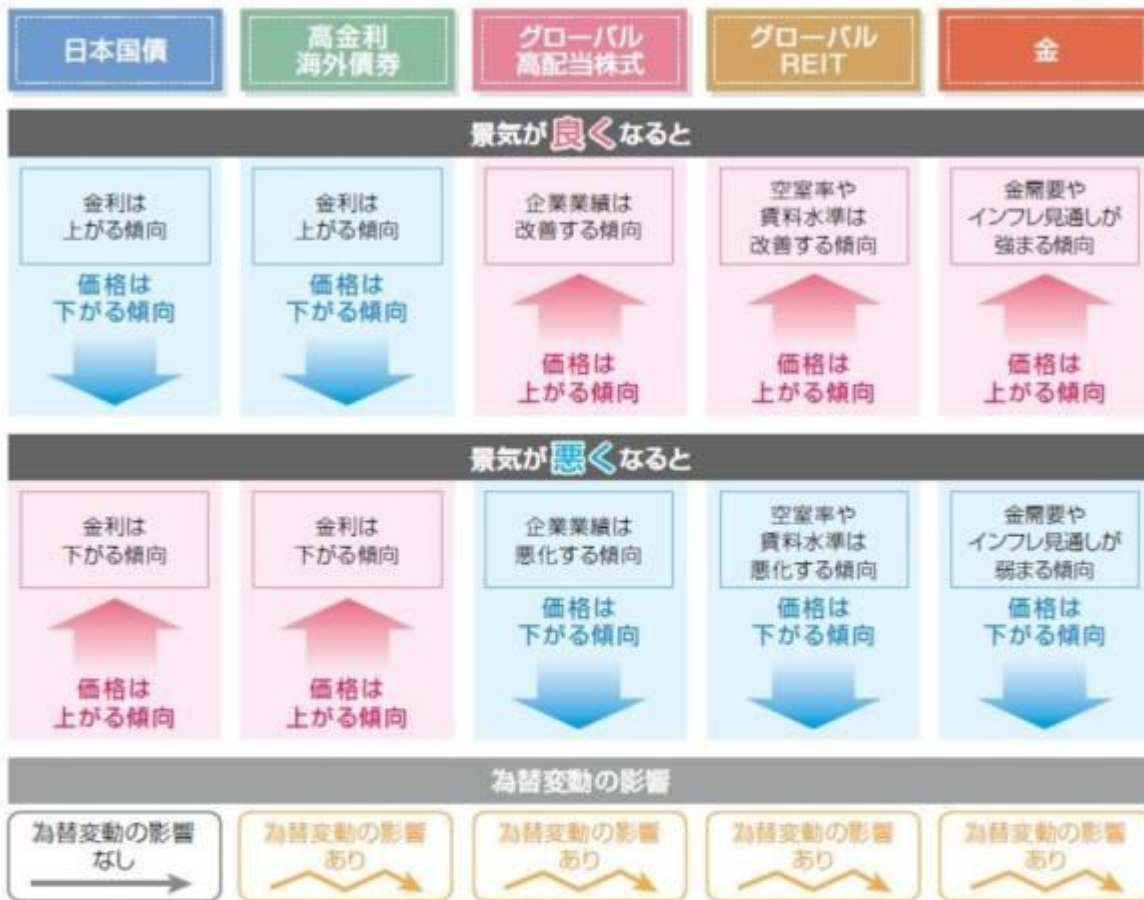 日本国債
高金利
海外債券
グローバル
高配当株式
グローバル
REIT
金
景気が良くなると
金利は
上がる傾向
価格は
下がる傾向
金利は
上がる傾向
価格は
下がる傾向
企業業績は
改善する傾向
価格は
上がる傾向
空室率や
賃料水準は
改善する傾向
価格は
上がる傾向
金需要や
インフレ見通しが
強まる傾向
価格は
上がる傾向
景気が悪くなると
金利は
下がる傾向
価格は
上がる傾向
金利は
下がる傾向
価格は
上がる傾向
企業業績は
悪化する傾向
価格は
下がる傾向
空室率や
賃料水準は
悪化する傾向
価格は
下がる傾向
金需要や
インフレ見通しが
弱まる傾向
価格は
下がる傾向
為替変動の影響
為替変動の影響
なし
為替変動の影響
あり
為替変動の影響
あり
為替変動の影響
あり
為替変動の影響
あり